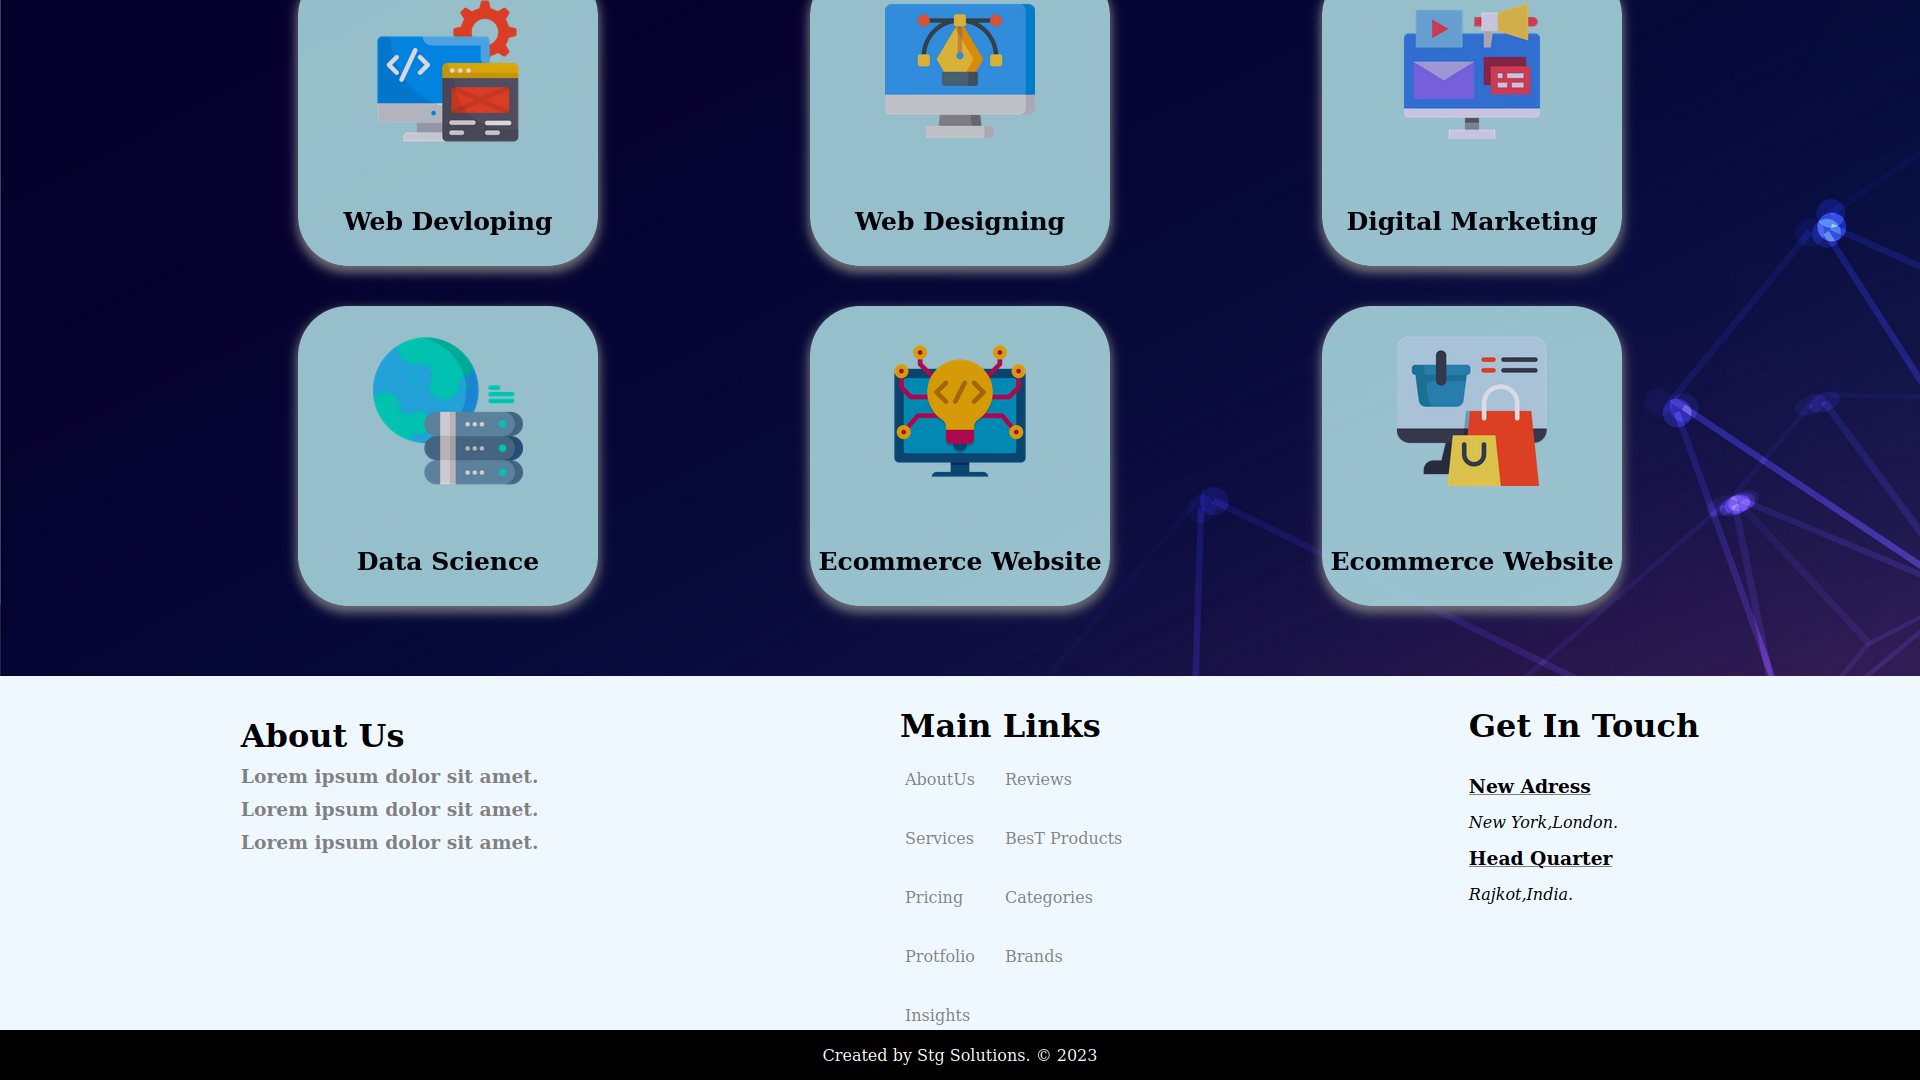 Web Devloping
Web Designing
Digital Marketing
Data Science
Ecommerce Website
Ecommerce Website
About Us
Lorem ipsum dolor sit amet.
Lorem ipsum dolor sit amet.
Lorem ipsum dolor sit amet.
Main Links
AboutUs Reviews
Services BesT Products
Pricing Categories
Protfolio Brands
Insights
Get In Touch
New Adress
New York,London.
Head Quarter
Rajkot,India.
Created by Stg Solutions. © 2023